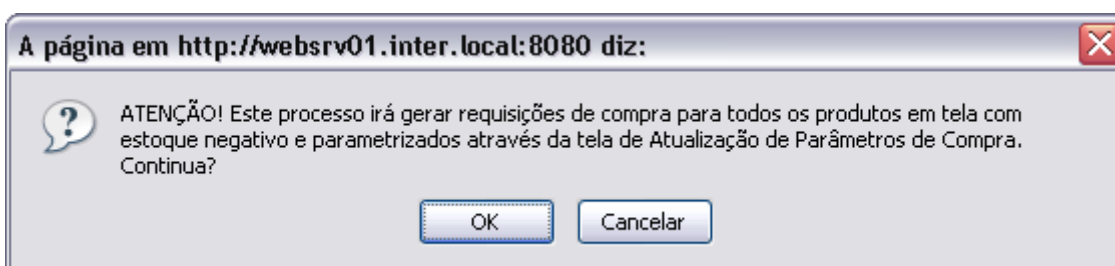 A página em http://websrv01.inter.local:8080 diz:
ATENÇÃO! Este processo irá gerar requisições de compra para todos os produtos em tela com
estoque negativo e parametrizados através da tela de Atualização de Parâmetros de Compra.
Continua?
OK Cancelar